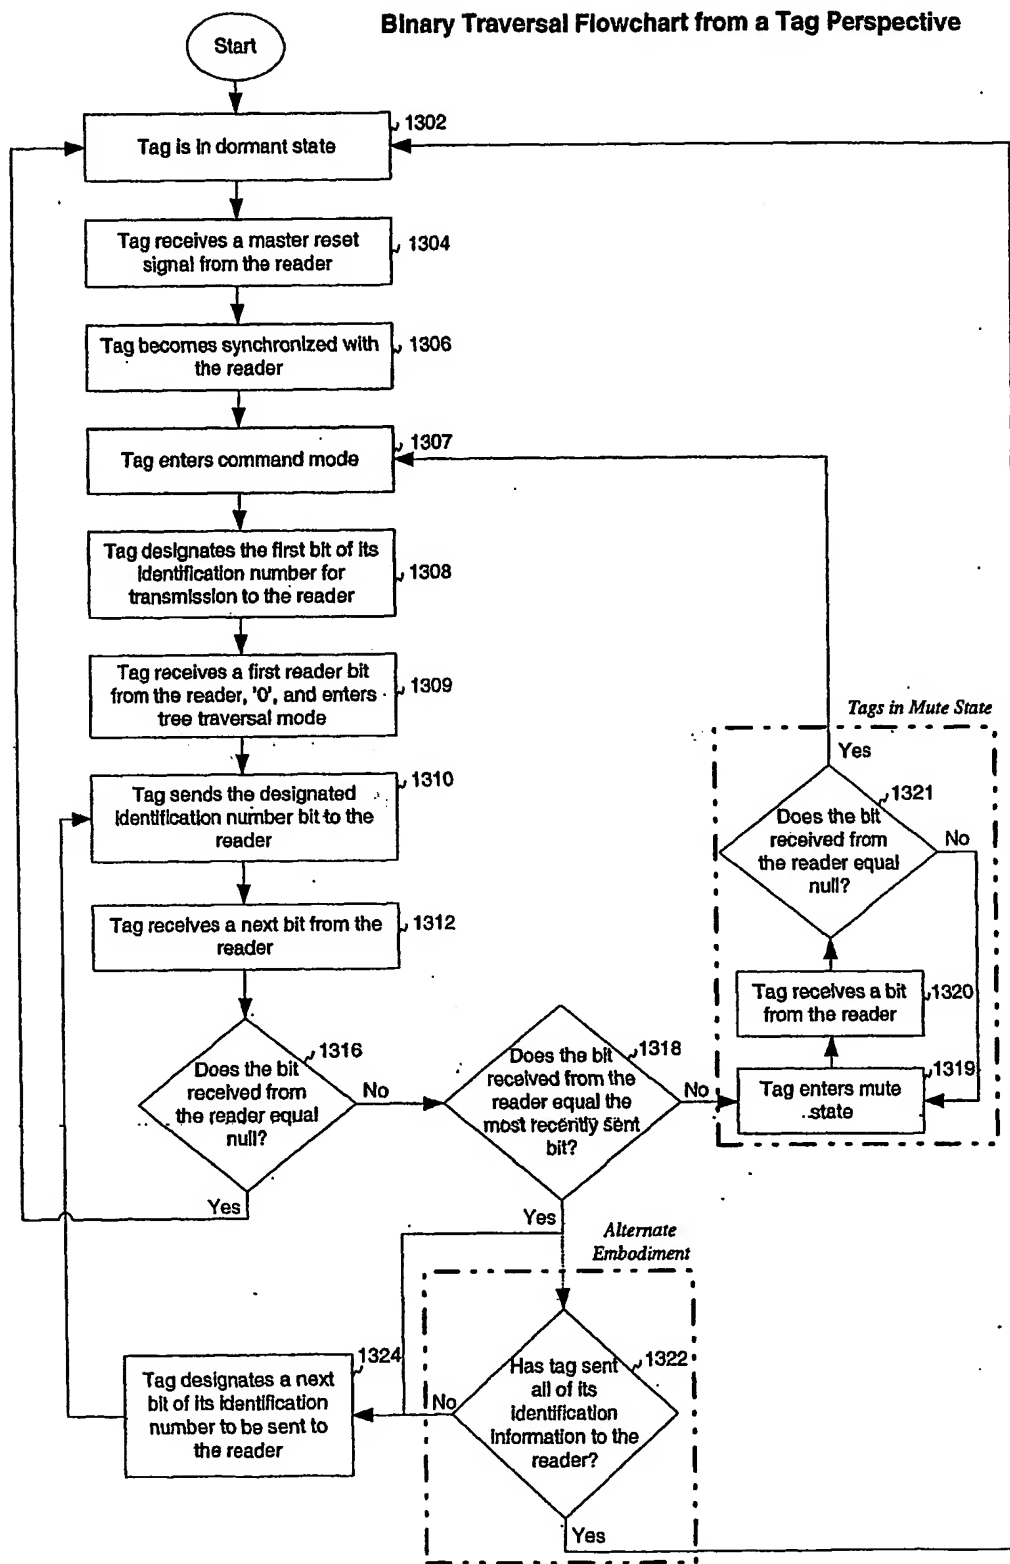 Binary Traversal Flowchart from a Tag Perspective
Start
1302
Tag is in dormant state
Tag receives a master reset
signal from the reader
1304
Tag becomes synchronized with
the reader
1306
1307
Tag enters command mode
Tag designates the first bit of its
identification number for
transmission to the reader
1308
Tag receives a first reader bit
from the reader, '0', and enters
tree traversal mode
1309
Tags in Mute State
Tag sends the designated
identification number bit to the
reader
1310
Yes
1321
Does the bit
received from
the reader equal
null?
No
Tag receives a next bit from the
reader
1312
Tag receives a bit
from the reader
1320
1316
Does the bit
received from
the reader equal
null?
No
Yes
1318
Does the bit
received from the
reader equal the
most recently sent
bit?
No
Yes
1319
Tag enters mute
state
Alternate
Embodiment
1324
Tag designates a next
bit of its identification
number to be sent to
the reader
No
1322
Has tag sent
all of its
identification
information to the
reader?
Yes